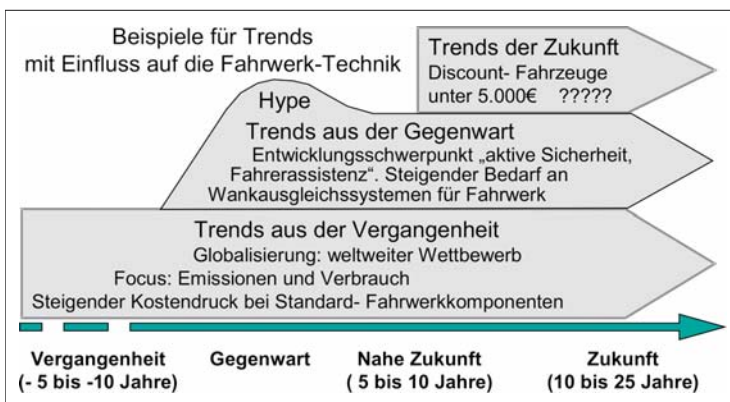 Beispiele für Trends
mit Einfluss auf die Fahrwerk-Technik
Trends der Zukunft
Discount- Fahrzeuge
unter 5.000€ ?????
Hype
Trends aus der Gegenwart
Entwicklungsschwerpunkt „aktive Sicherheit,
Fahrerassistenz“. Steigender Bedarf an
Wankausgleichssystemen für Fahrwerk
Trends aus der Vergangenheit
Globalisierung: weltweiter Wettbewerb
Focus: Emissionen und Verbrauch
Steigender Kostendruck bei Standard- Fahrwerkkomponenten
Vergangenheit
(- 5 bis -10 Jahre)
Gegenwart
Nahe Zukunft
( 5 bis 10 Jahre)
Zukunft
(10 bis 25 Jahre)